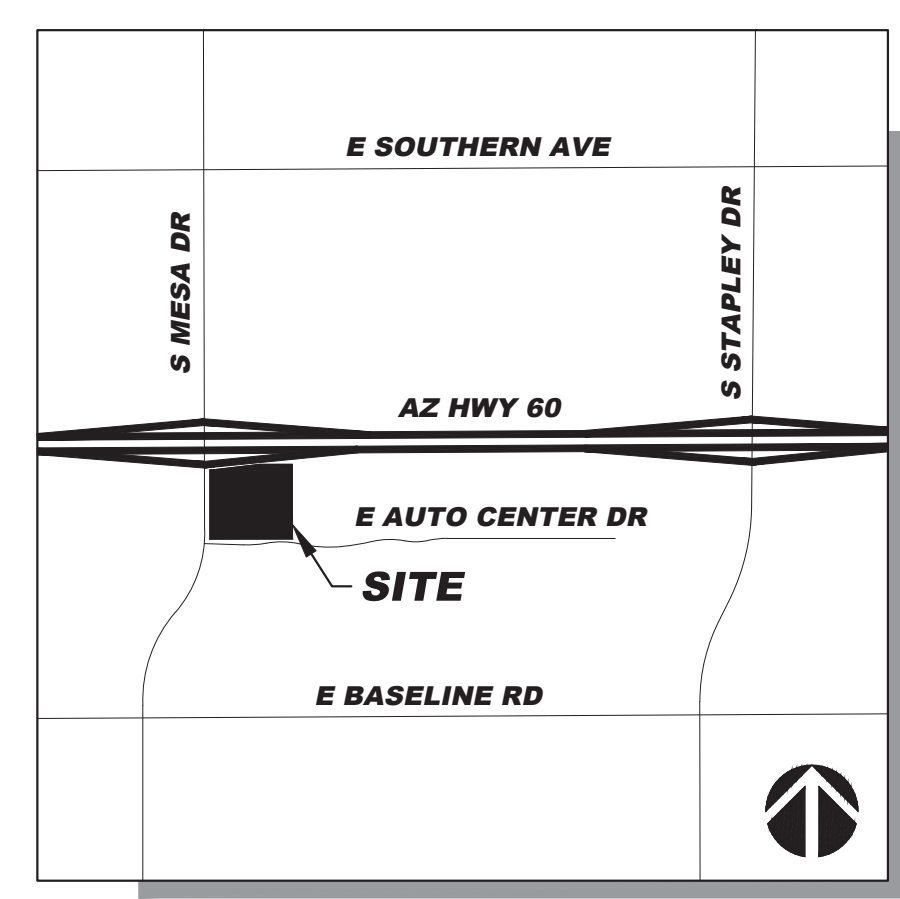 E SOUTHERN AVE
S MESA DR
S STAPLEY DR
AZ HWY 60
E AUTO CENTER DR
SITE
E BASELINE RD